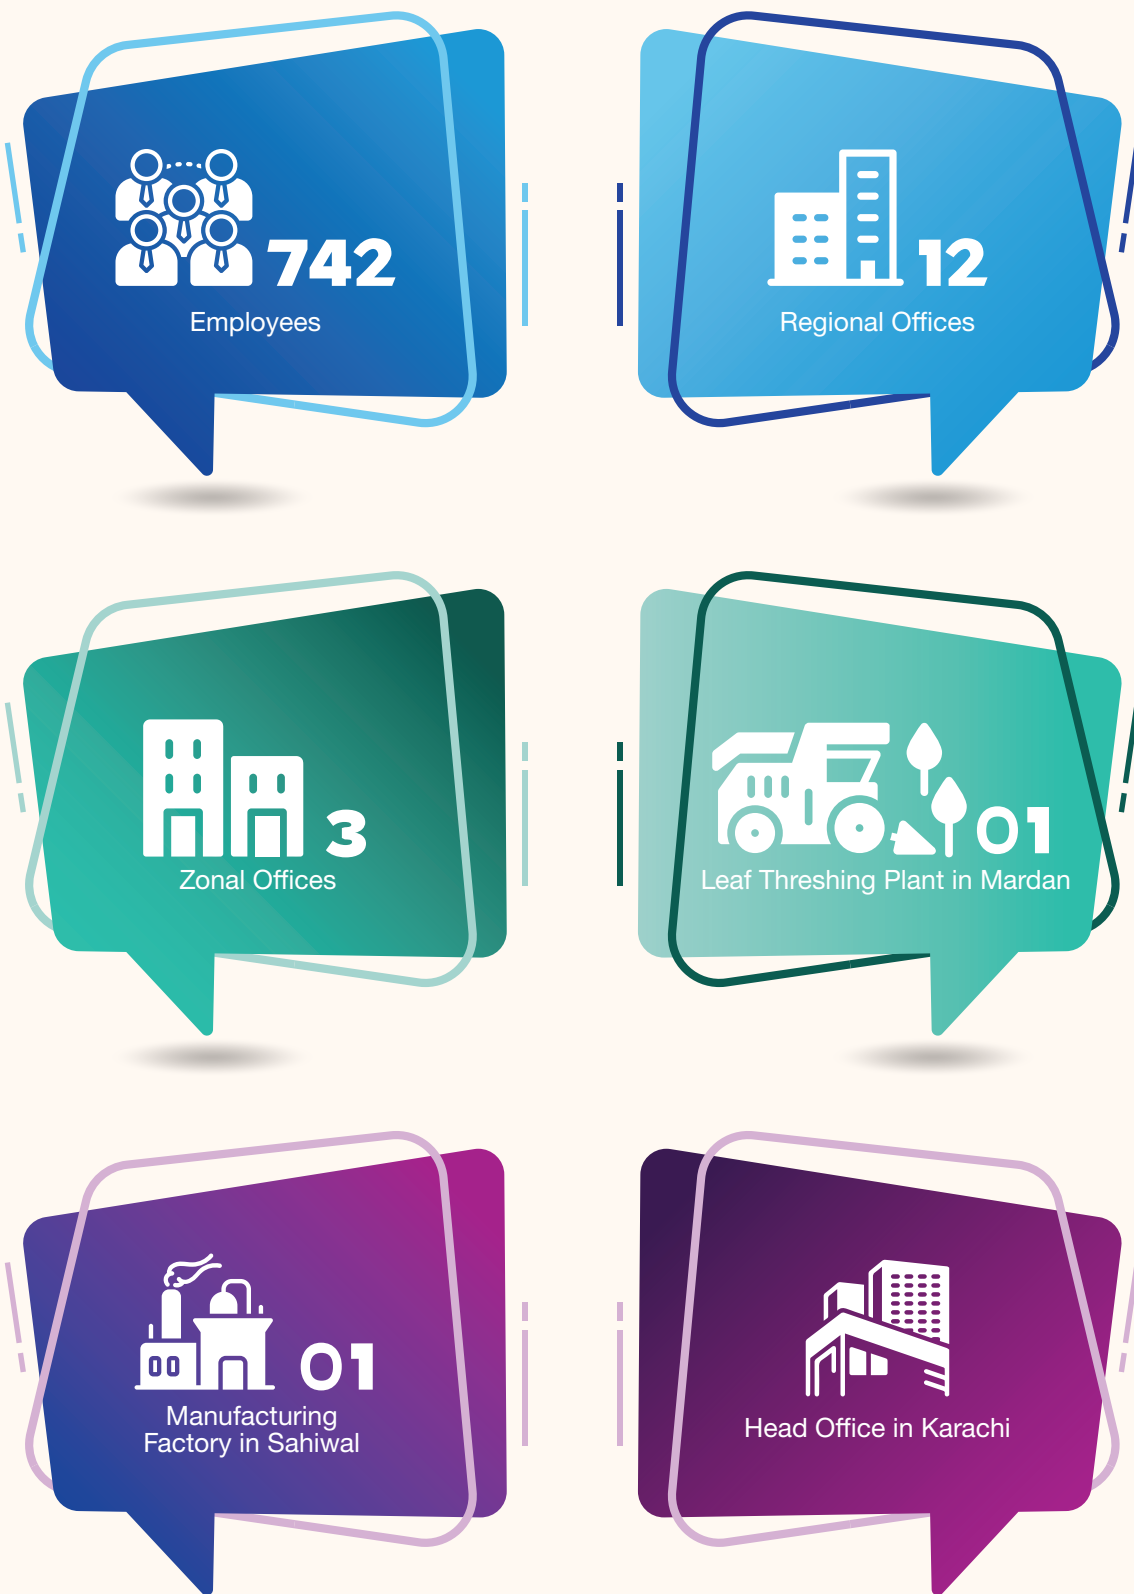 742
Employees
12
Regional Offices
3
Zonal Offices
01
Leaf Threshing Plant in Mardan
01
Manufacturing
Factory in Sahiwal
Head Office in Karachi